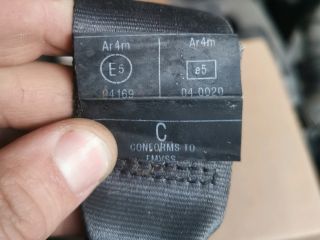 Ar4m Ar4m
E5 e5
04169 04 0020
C
CONFORMS TO
FMVSS